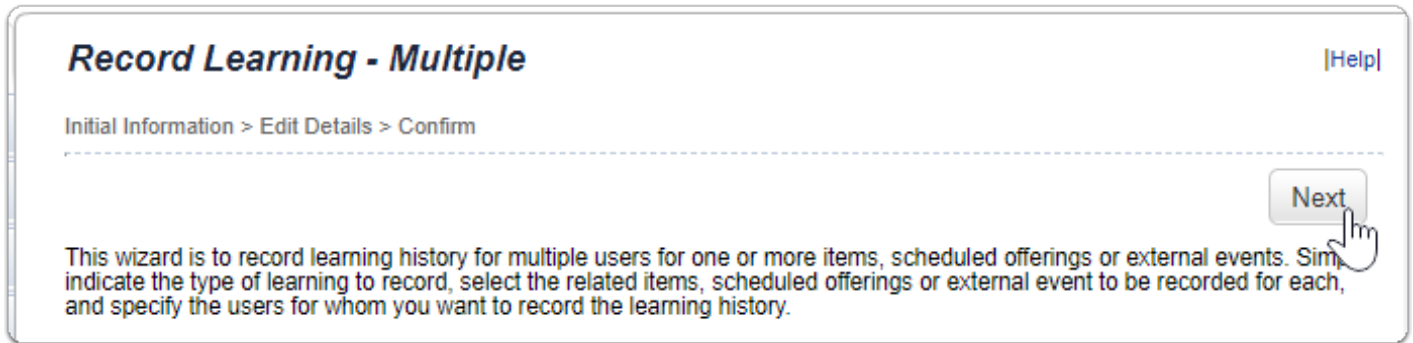 Record Learning - Multiple
|Help|
Initial Information > Edit Details > Confirm
Next
This wizard is to record learning history for multiple users for one or more items, scheduled offerings or external events.
indicate the type of learning to record, select the related items, scheduled offerings or external event to be recorded for each,
and specify the users for whom you want to record the learning history.